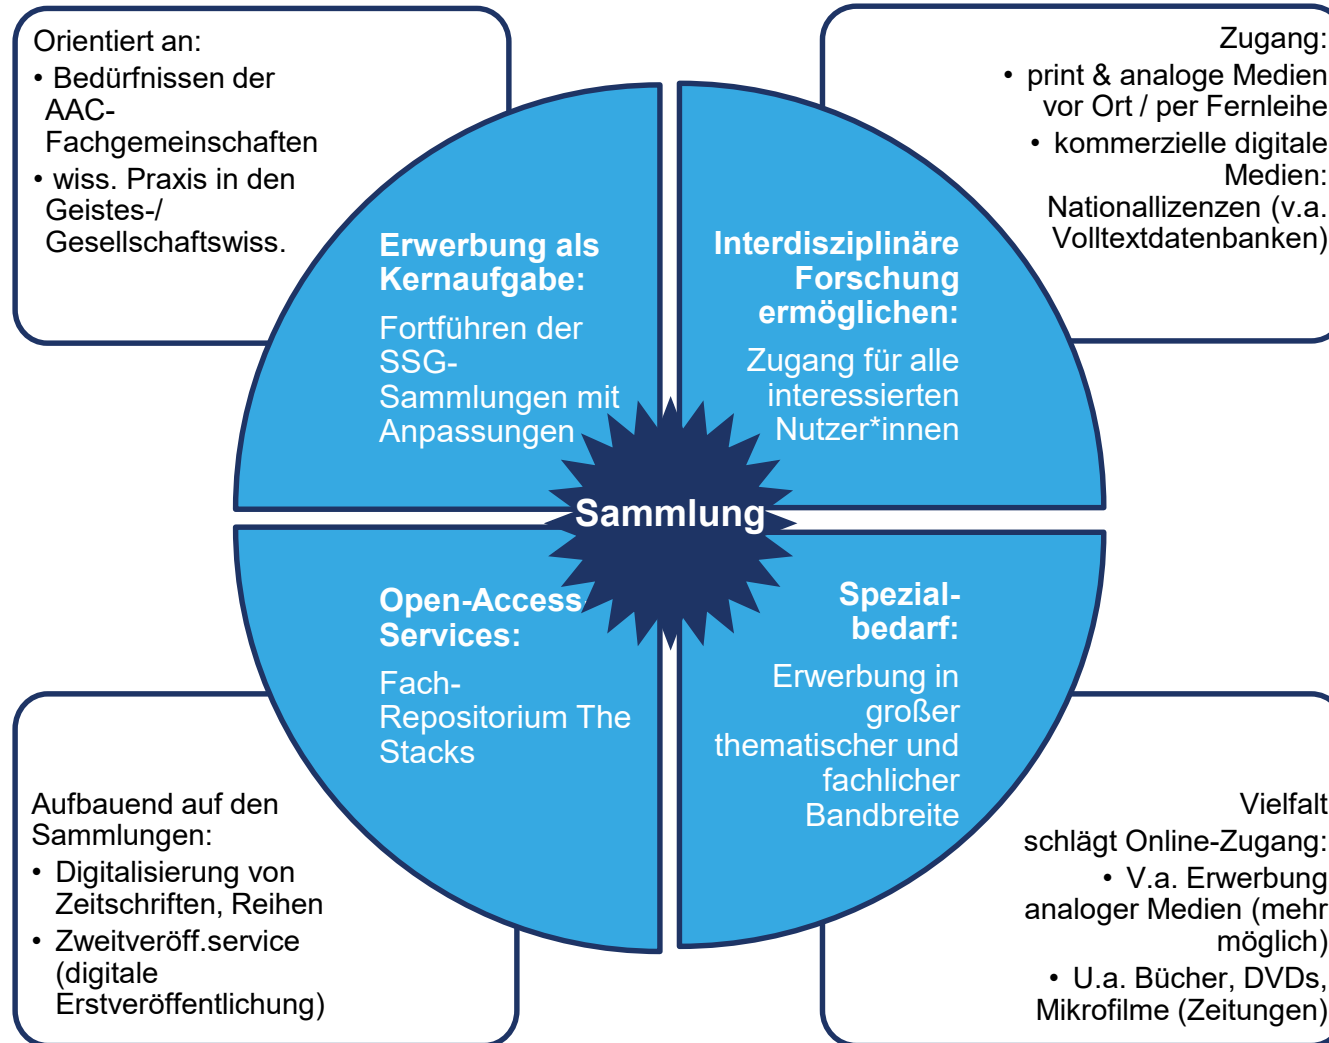 Orientiert an:
• Bedürfnissen der
AAC-
Fachgemeinschaften
• wiss. Praxis in den
Geistes-/
Gesellschaftswiss.
Zugang:
• print & analoge Medien
vor Ort / per Fernleihe
• kommerzielle digitale
Medien:
Nationallizenzen (v.a.
Volltextdatenbanken)
Erwerbung als
Kernaufgabe:
Fortführen der
SSG-
Sammlungen mit
Anpassungen
Interdisziplinäre
Forschung
ermöglichen:
Zugang für alle
interessierten
Nutzer*innen
Sammlung
Open-Access
Services:
Fach-
Repositorium The
Stacks
Spezial-
bedarf:
Erwerbung in
großer
thematischer und
fachlicher
Bandbreite
Aufbauend auf den
Sammlungen:
• Digitalisierung von
Zeitschriften, Reihen
• Zweitveröff.service
(digitale
Erstveröffentlichung)
Vielfalt
schlägt Online-Zugang:
• V.a. Erwerbung
analoger Medien (mehr
möglich)
• U.a. Bücher, DVDs,
Mikrofilme (Zeitungen)